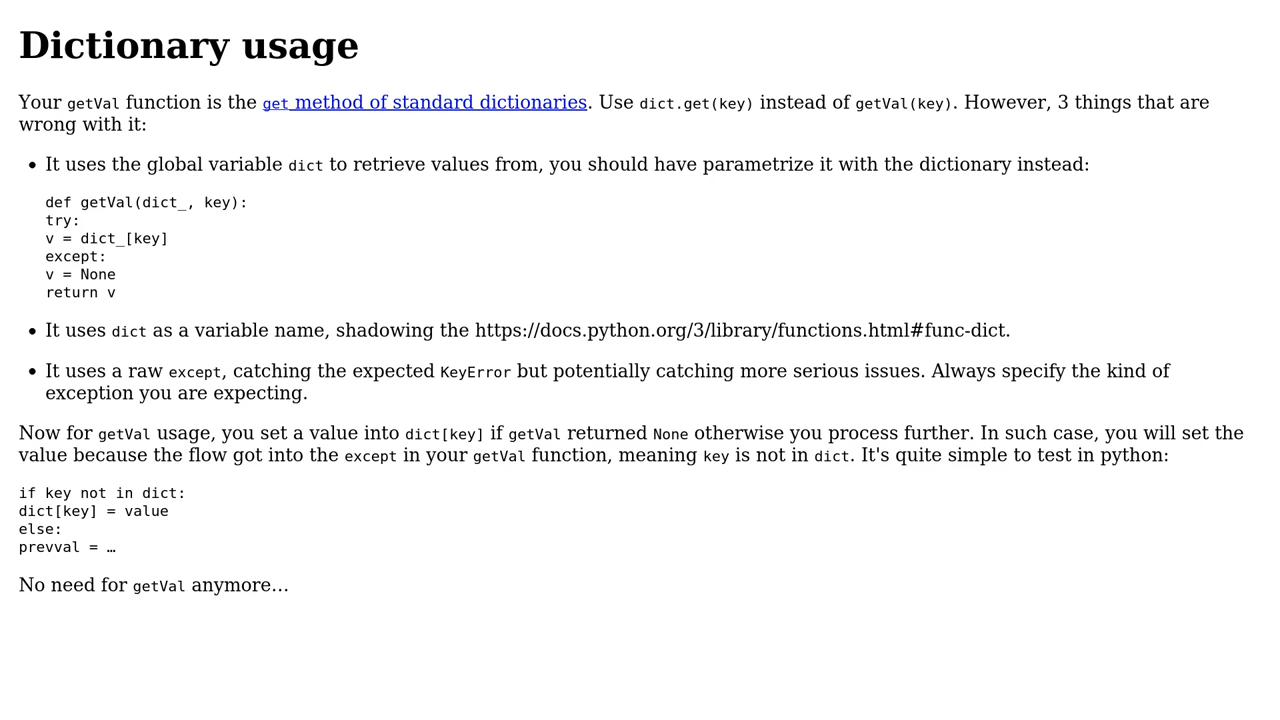 Dictionary usage
Your getVal function is the get method of standard dictionaries. Use dict.get(key) instead of getVal(key). However, 3 things that are
wrong with it:
• It uses the global variable dict to retrieve values from, you should have parametrize it with the dictionary instead:
def getVal(dict_, key):
try:
v = dict_[key]
except:
v = None
return v
• It uses dict as a variable name, shadowing the https://docs.python.org/3/library/functions.html#func-dict.
• It uses a raw except, catching the expected KeyError but potentially catching more serious issues. Always specify the kind of
exception you are expecting.
Now for getVal usage, you set a value into dict[key] if getVal returned None otherwise you process further. In such case, you will set the
value because the flow got into the except in your getVal function, meaning key is not in dict. It's quite simple to test in python:
if key not in dict:
dict[key] = value
else:
prevval = …
No need for getVal anymore…